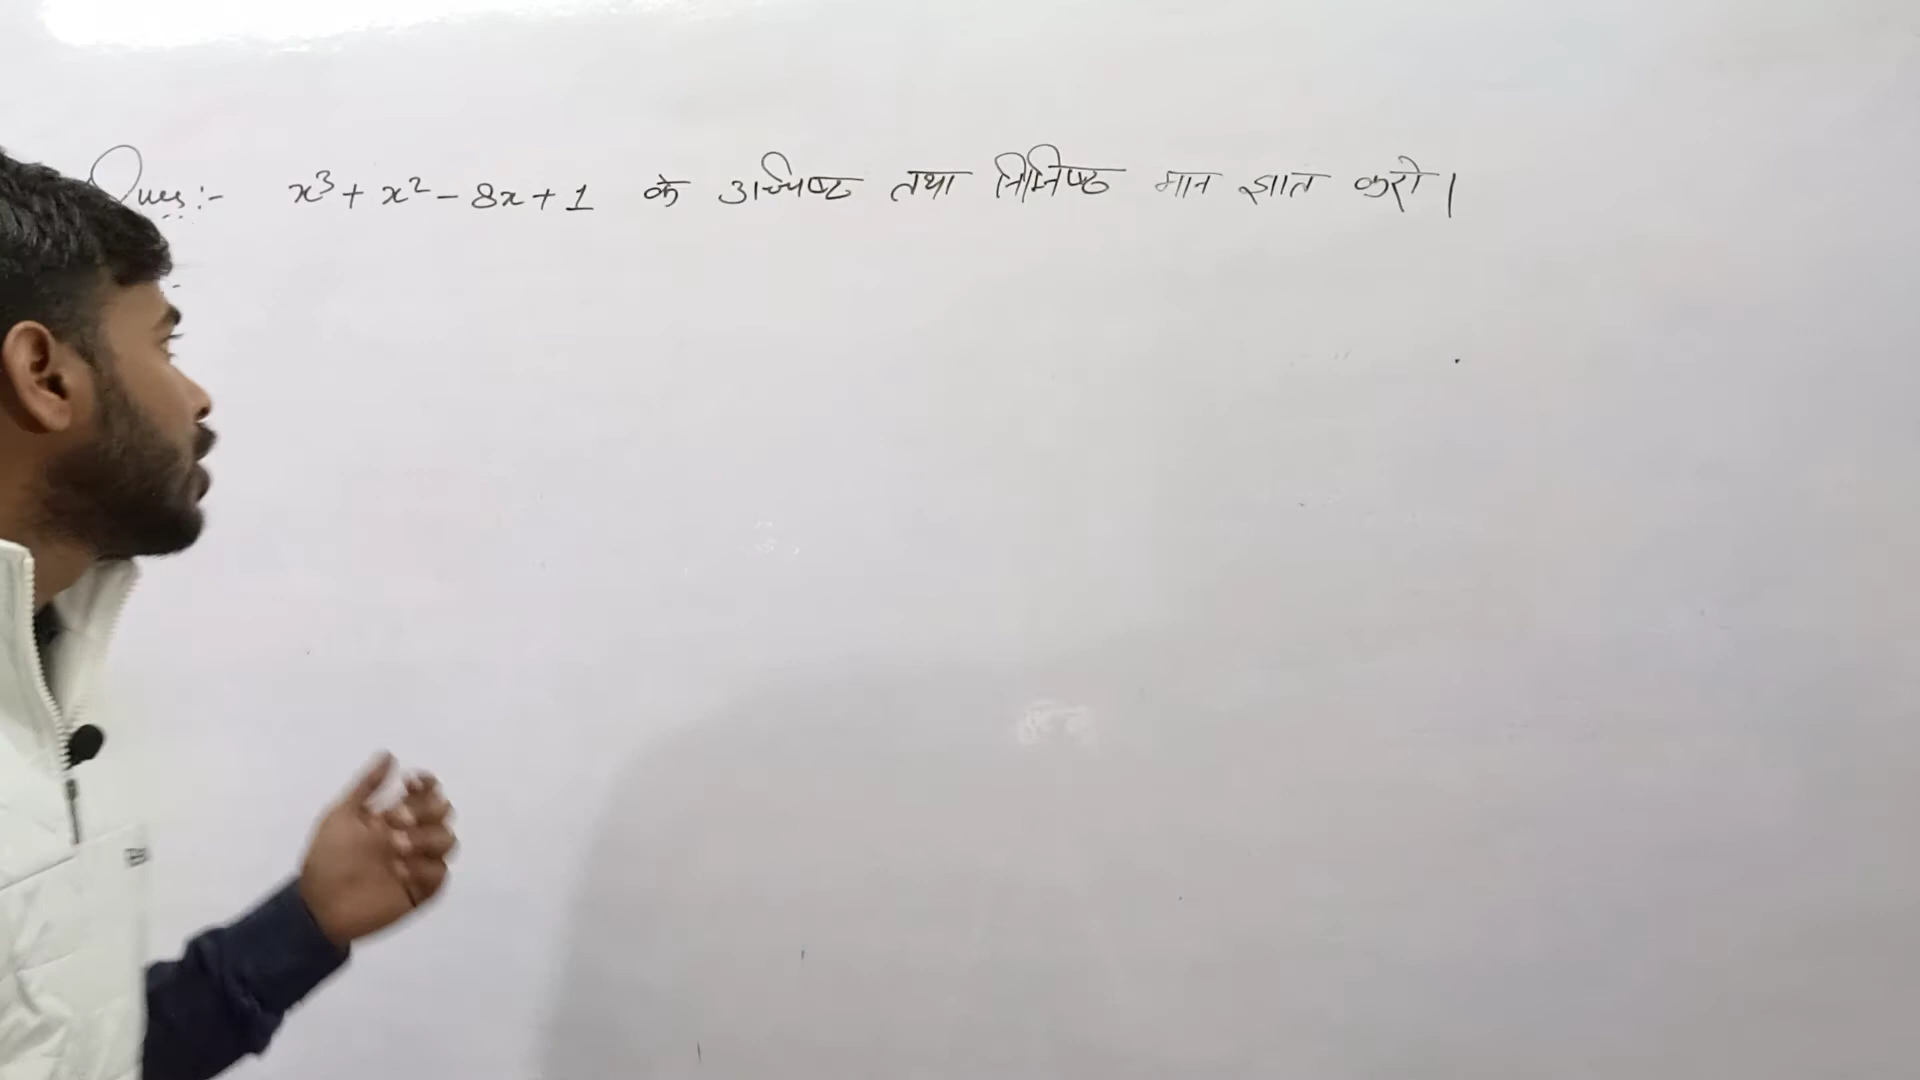 Ques:- x³ + x² - 8x + 1 के उच्चिष्ठ तथा निम्निष्ठ मान ज्ञात करो।